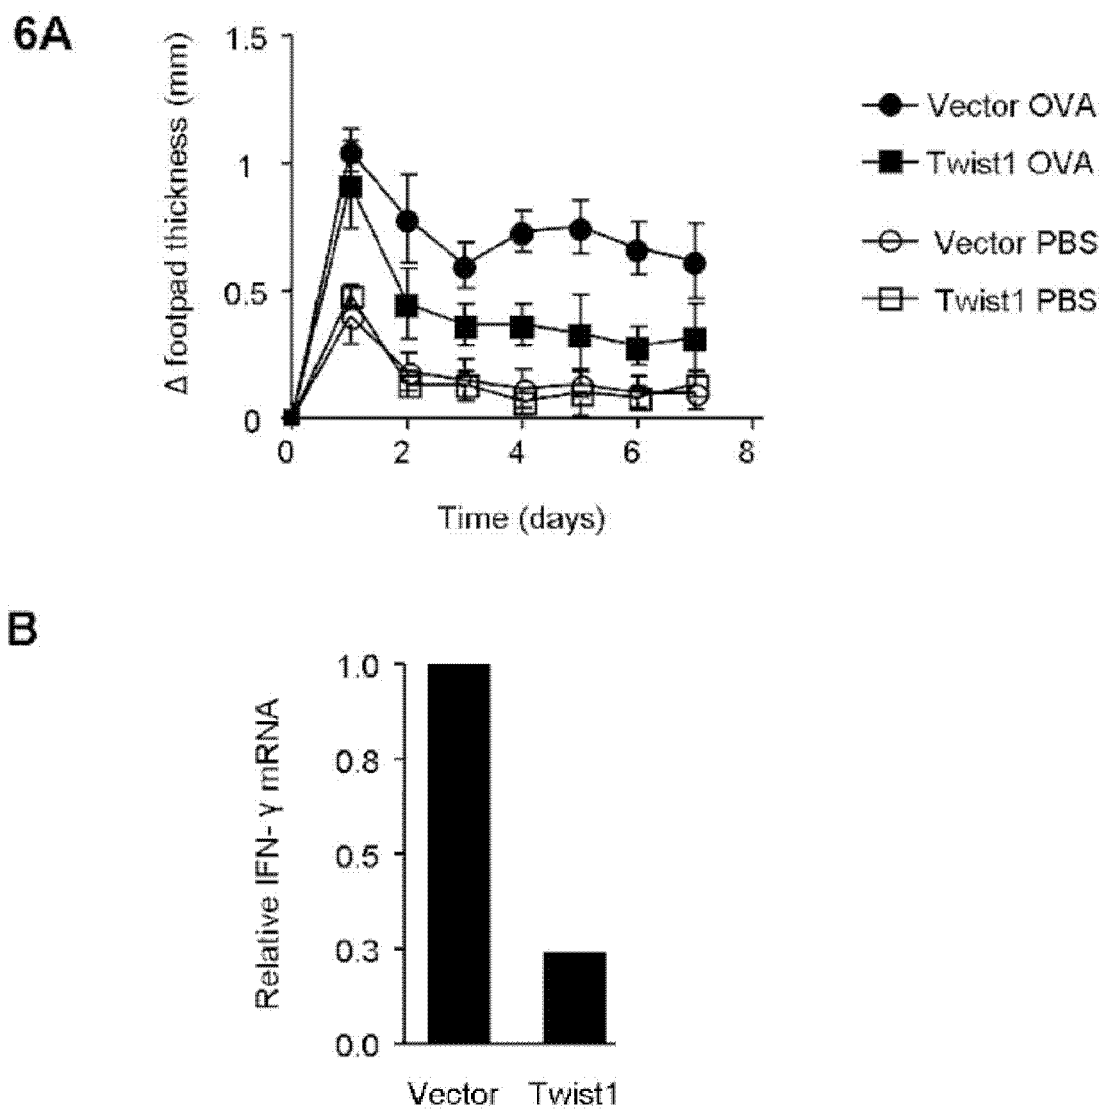 6A
Δ footpad thickness (mm)
1.5
1
0.5
0
0 2 4 6 8
Time (days)
Vector OVA
Twist1 OVA
Vector PBS
Twist1 PBS
B
Relative IFN- γ mRNA
1.0
0.8
0.5
0.3
0.0
Vector Twist1